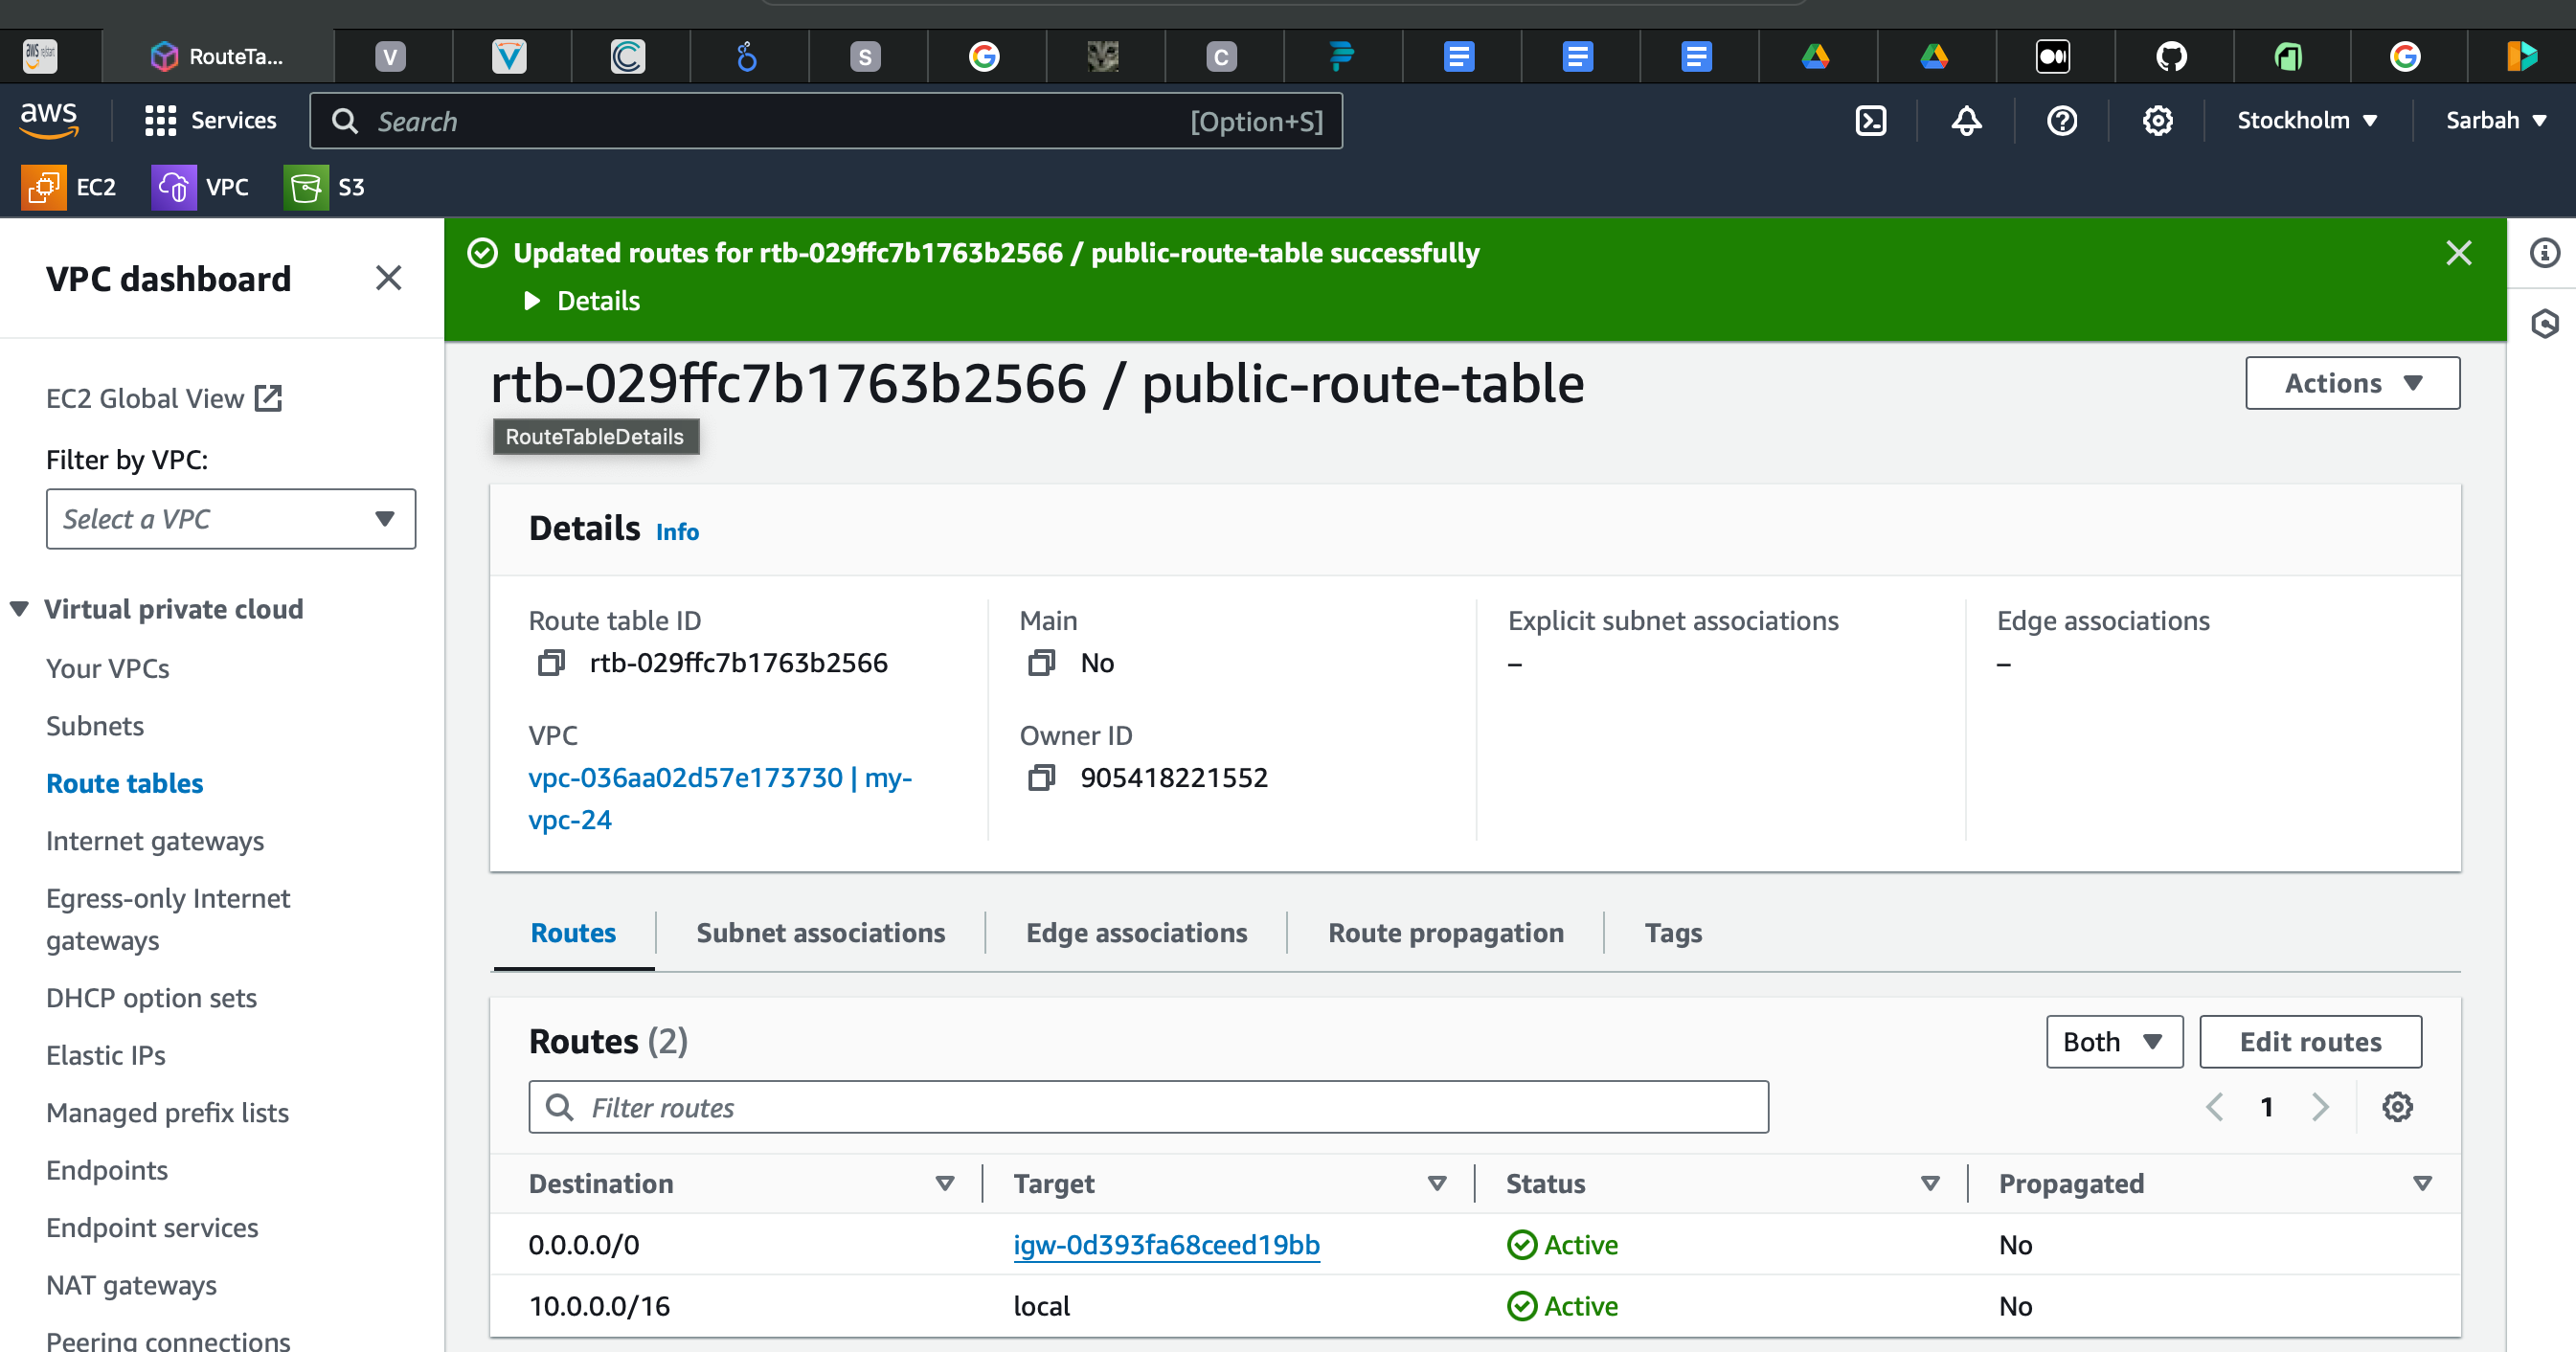 RouteTa...
V
S
C
aws
Services
Search
[Option+S]
Stockholm
Sarbah
EC2
VPC
S3
VPC dashboard
EC2 Global View
Filter by VPC:
Select a VPC
Virtual private cloud
Your VPCs
Subnets
Route tables
Internet gateways
Egress-only Internet
gateways
DHCP option sets
Elastic IPs
Managed prefix lists
Endpoints
Endpoint services
NAT gateways
Peering connections
Updated routes for rtb-029ffc7b1763b2566 / public-route-table successfully
Details
rtb-029ffc7b1763b2566 / public-route-table
Actions
RouteTableDetails
Details Info
Route table ID
rtb-029ffc7b1763b2566
Main
No
Explicit subnet associations
–
Edge associations
–
VPC
vpc-036aa02d57e173730 | my-
vpc-24
Owner ID
905418221552
Routes
Subnet associations
Edge associations
Route propagation
Tags
Routes (2)
Both
Edit routes
Filter routes
1
Destination
Target
Status
Propagated
0.0.0.0/0
igw-0d393fa68ceed19bb
Active
No
10.0.0.0/16
local
Active
No